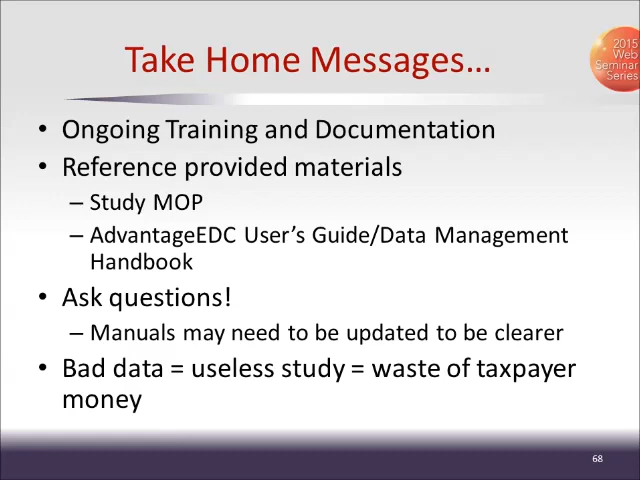 Take Home Messages...
2015
Web
Seminar
Series
• Ongoing Training and Documentation
• Reference provided materials
– Study MOP
– AdvantageEDC User's Guide/Data Management
Handbook
• Ask questions!
– Manuals may need to be updated to be clearer
• Bad data = useless study = waste of taxpayer
money
68